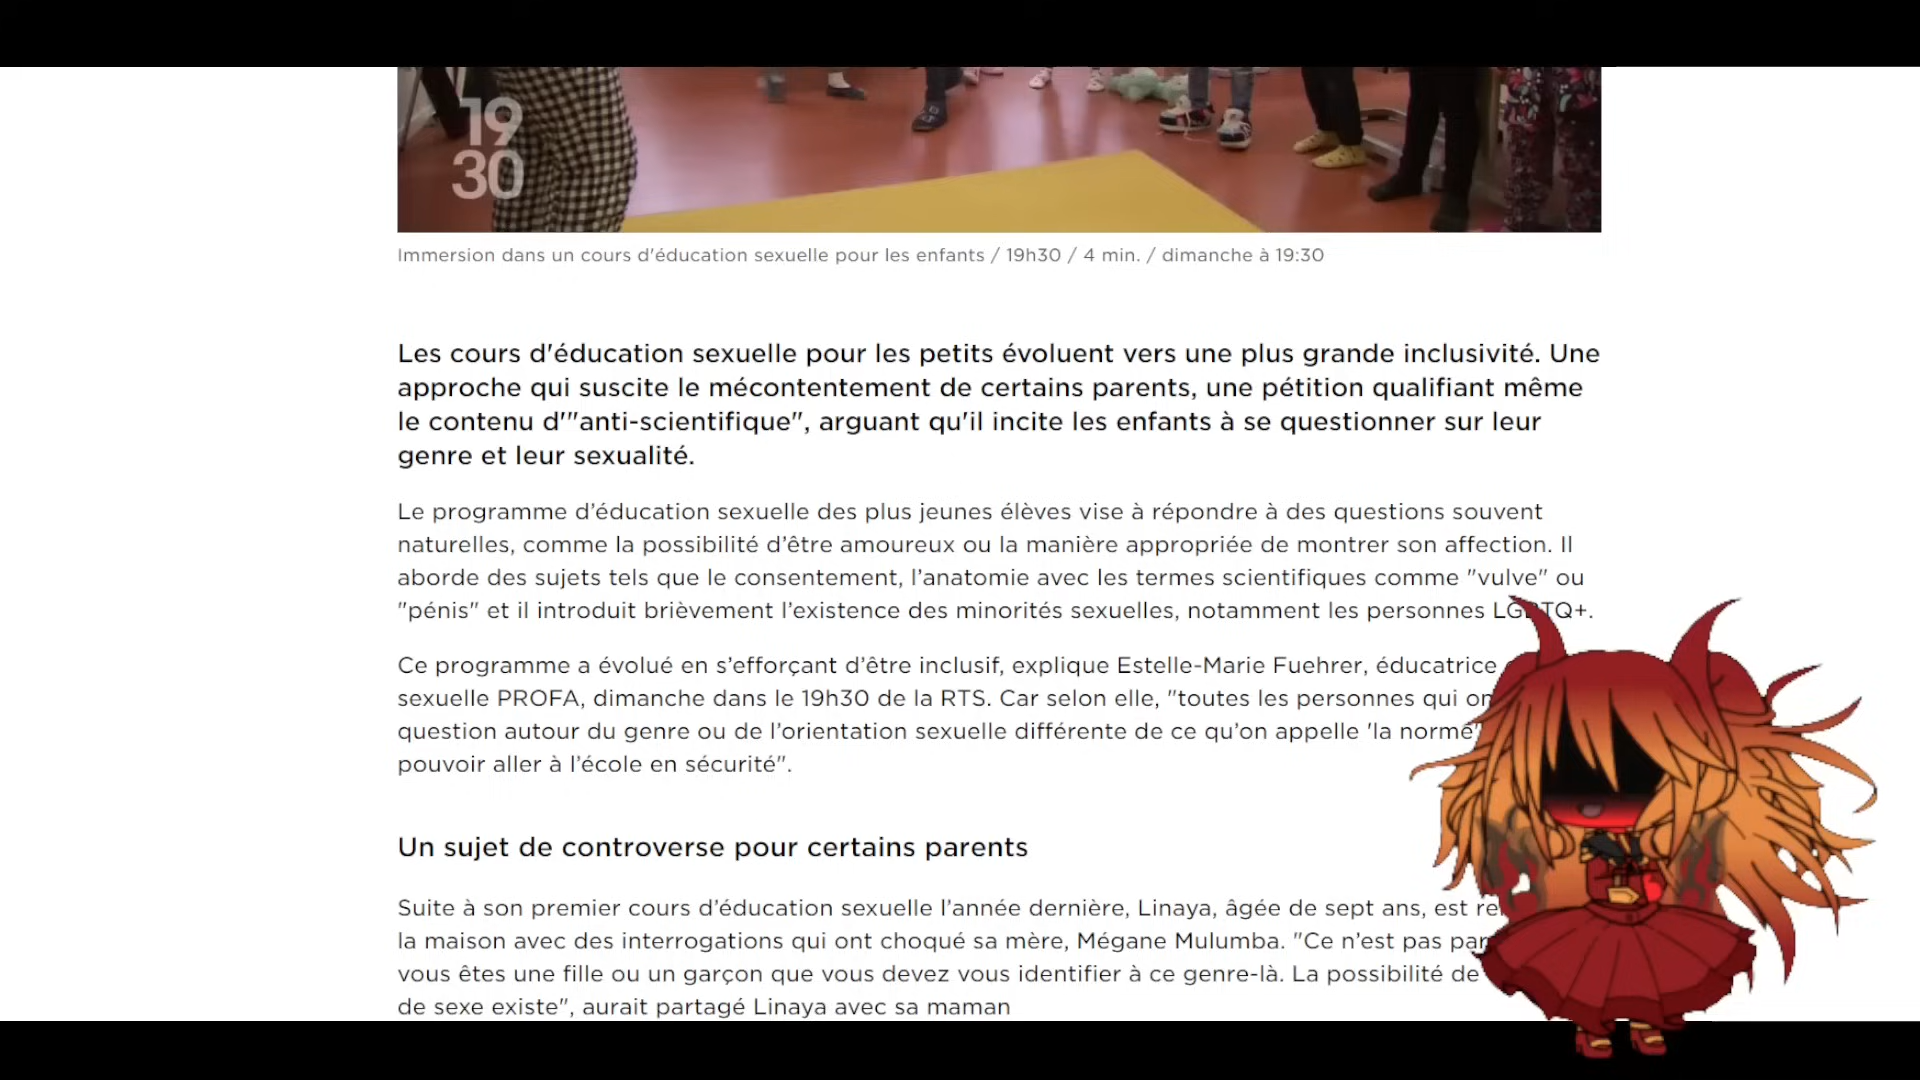 19
30
Immersion dans un cours d'éducation sexuelle pour les enfants / 19h30 / 4 min. / dimanche à 19:30
Les cours d'éducation sexuelle pour les petits évoluent vers une plus grande inclusivité. Une
approche qui suscite le mécontentement de certains parents, une pétition qualifiant même
le contenu d'"anti-scientifique", arguant qu'il incite les enfants à se questionner sur leur
genre et leur sexualité.
Le programme d’éducation sexuelle des plus jeunes élèves vise à répondre à des questions souvent
naturelles, comme la possibilité d’être amoureux ou la manière appropriée de montrer son affection. Il
aborde des sujets tels que le consentement, l’anatomie avec les termes scientifiques comme "vulve" ou
"pénis" et il introduit brièvement l’existence des minorités sexuelles, notamment les personnes LGBTQ+.
Ce programme a évolué en s’efforçant d’être inclusif, explique Estelle-Marie Fuehrer, éducatrice
sexuelle PROFA, dimanche dans le 19h30 de la RTS. Car selon elle, "toutes les personnes qui
question autour du genre ou de l’orientation sexuelle différente de ce qu’on appelle 'la norme'
pouvoir aller à l’école en sécurité".
Un sujet de controverse pour certains parents
Suite à son premier cours d’éducation sexuelle l’année dernière, Linaya, âgée de sept ans, est
la maison avec des interrogations qui ont choqué sa mère, Mégane Mulumba. "Ce n’est pas
vous êtes une fille ou un garçon que vous devez vous identifier à ce genre-là. La possibilité de
de sexe existe", aurait partagé Linaya avec sa maman